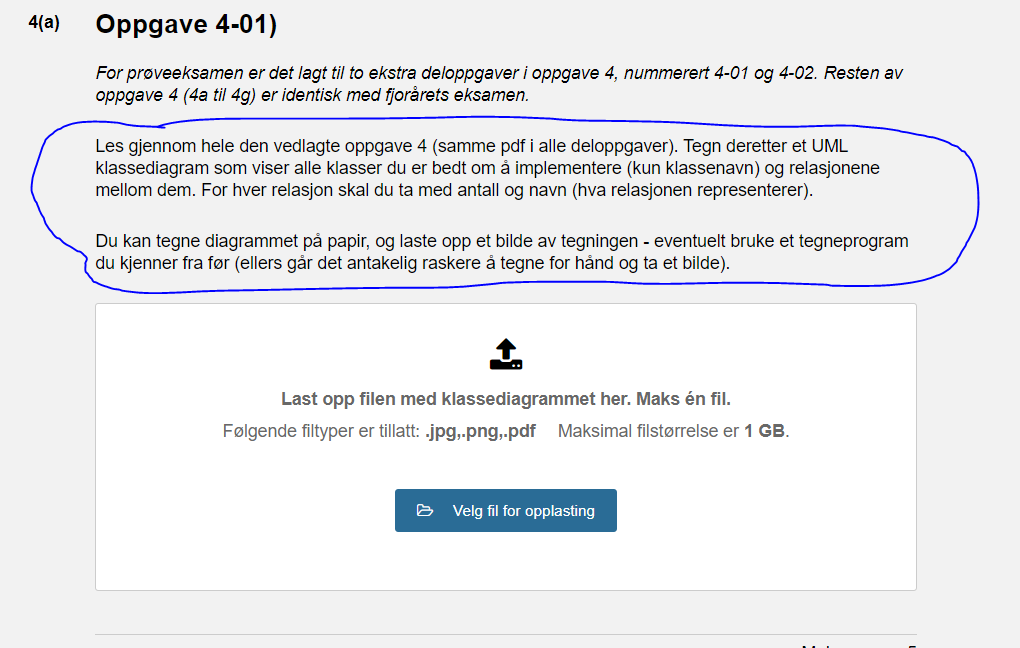 4(a) Oppgave 4-01)
For prøveeksamen er det lagt til to ekstra deloppgaver i oppgave 4, nummerert 4-01 og 4-02. Resten av
oppgave 4 (4a til 4g) er identisk med fjorårets eksamen.
Les gjennom hele den vedlagte oppgave 4 (samme pdf i alle deloppgaver). Tegn deretter et UML
klassediagram som viser alle klasser du er bedt om å implementere (kun klassenavn) og relasjonene
mellom dem. For hver relasjon skal du ta med antall og navn (hva relasjonen representerer).
Du kan tegne diagrammet på papir, og laste opp et bilde av tegningen - eventuelt bruke et tegneprogram
du kjenner fra før (ellers går det antakelig raskere å tegne for hånd og ta et bilde).
Last opp filen med klassediagrammet her. Maks én fil.
Følgende filtyper er tillatt: .jpg,.png,.pdf Maksimal filstørrelse er 1 GB.
Velg fil for opplasting